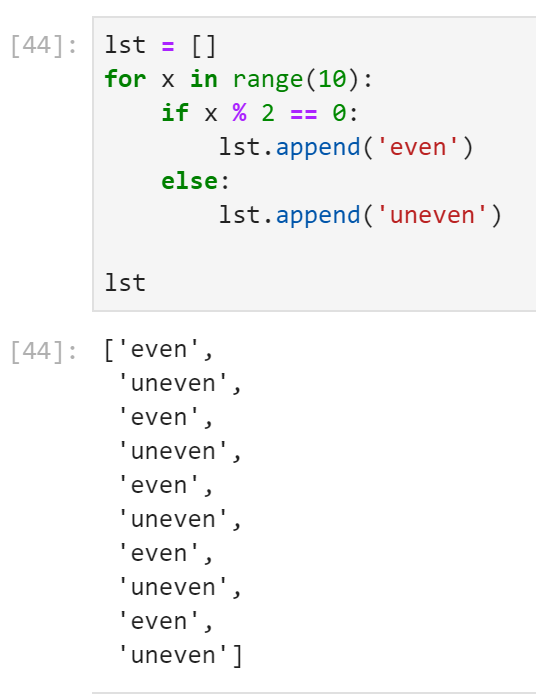 [44]: lst = []
for x in range(10):
    if x % 2 == 0:
        lst.append('even')
    else:
        lst.append('uneven')

lst
[44]: ['even',
 'uneven',
 'even',
 'uneven',
 'even',
 'uneven',
 'even',
 'uneven',
 'even',
 'uneven']